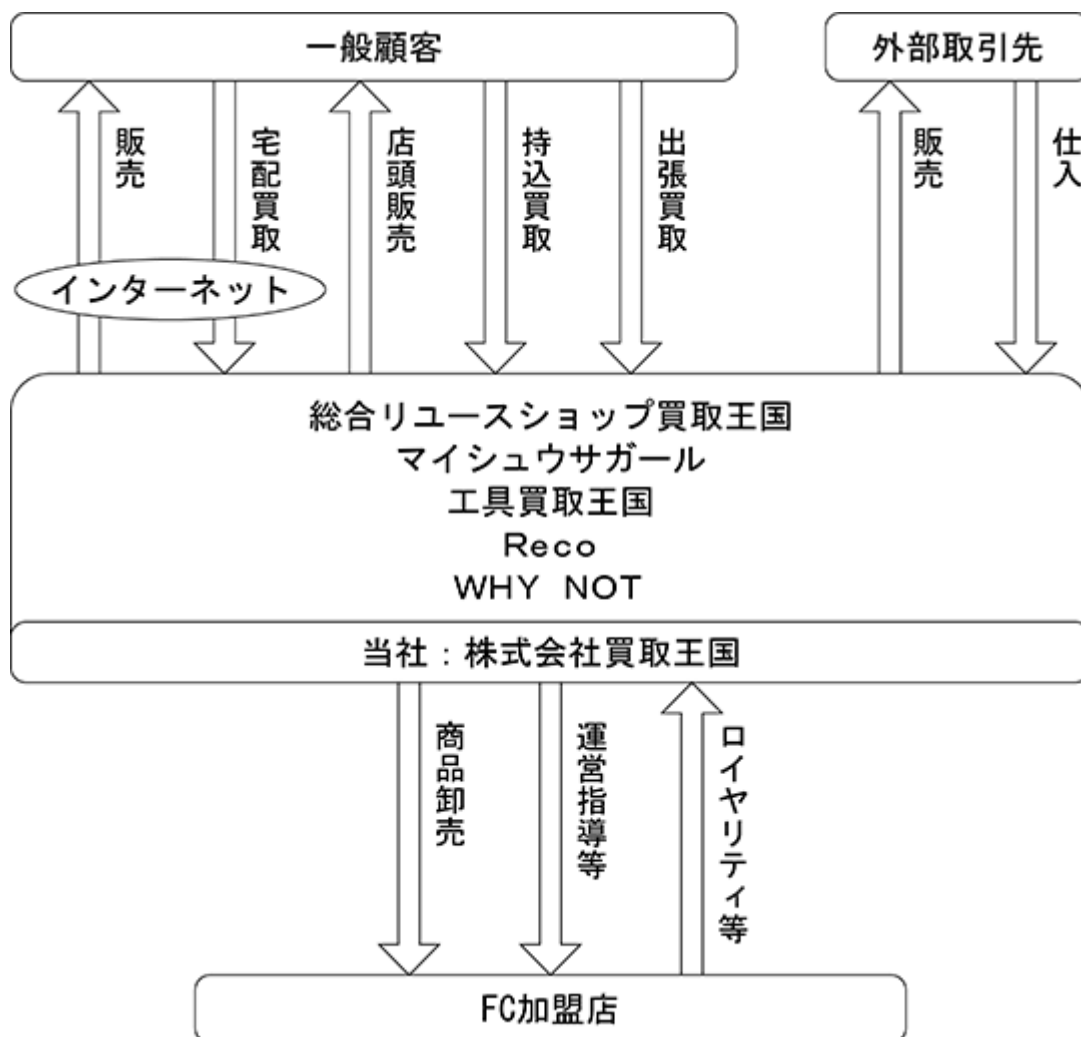 一般顧客
外部取引先
販売
宅配買取
店頭販売
持込買取
出張買取
販売
仕入
インターネット
総合リユースショップ買取王国
マイシュウサガール
工具買取王国
Reco
WHY NOT
当社：株式会社買取王国
商品卸売
運営指導等
ロイヤリティ等
FC加盟店